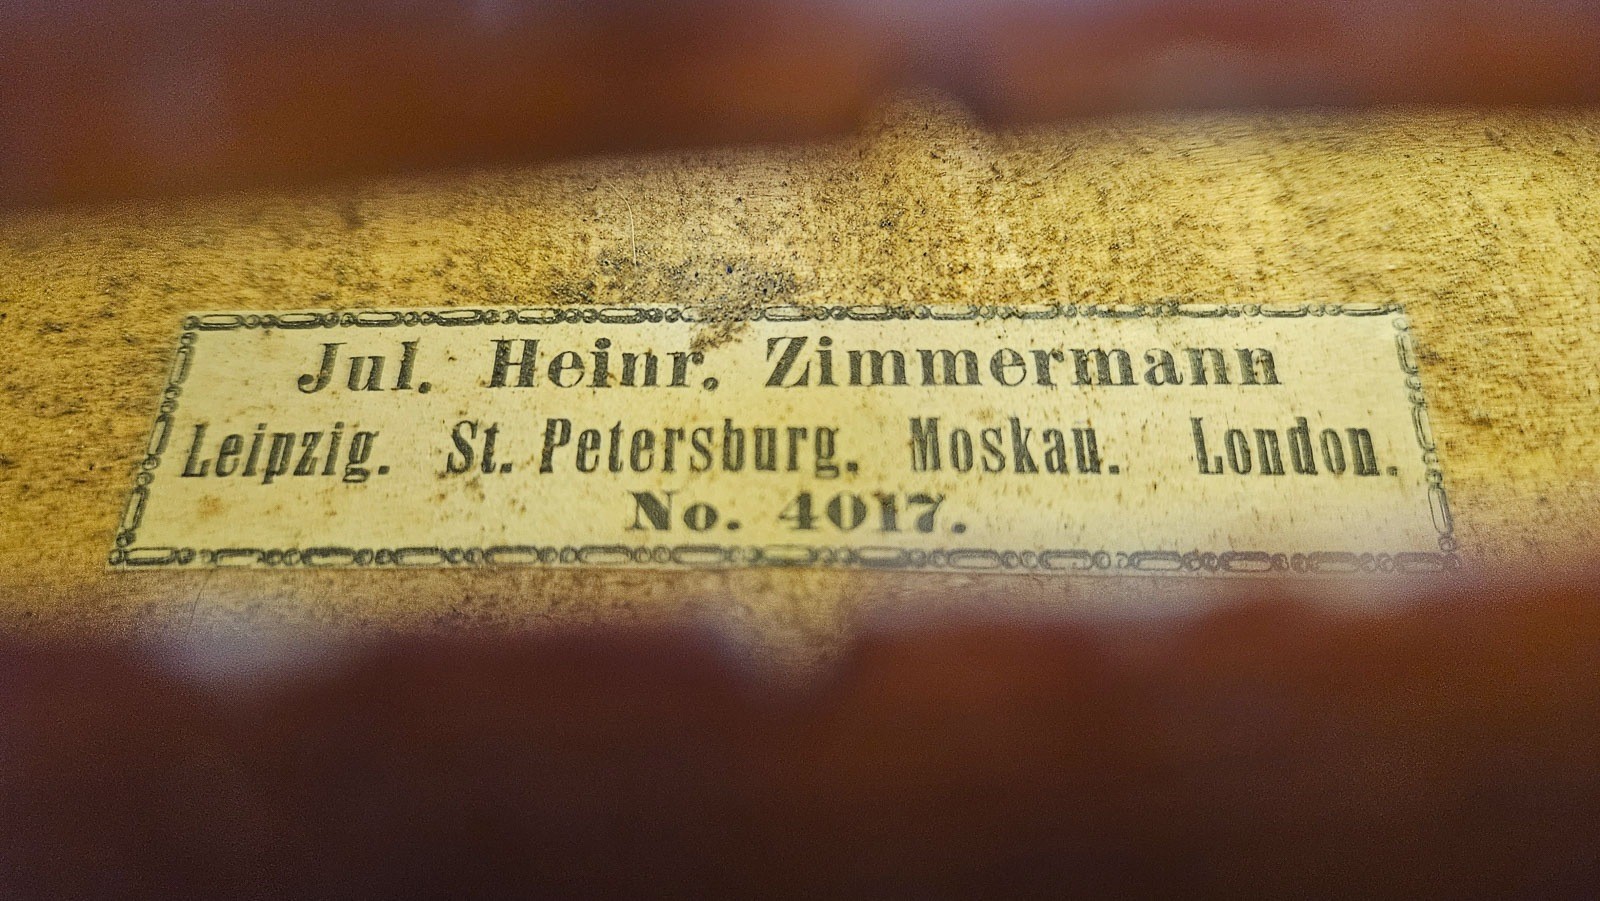 Jul. Heinr. Zimmermann
Leipzig. St. Petersburg. Moskau. London.
No. 4017.